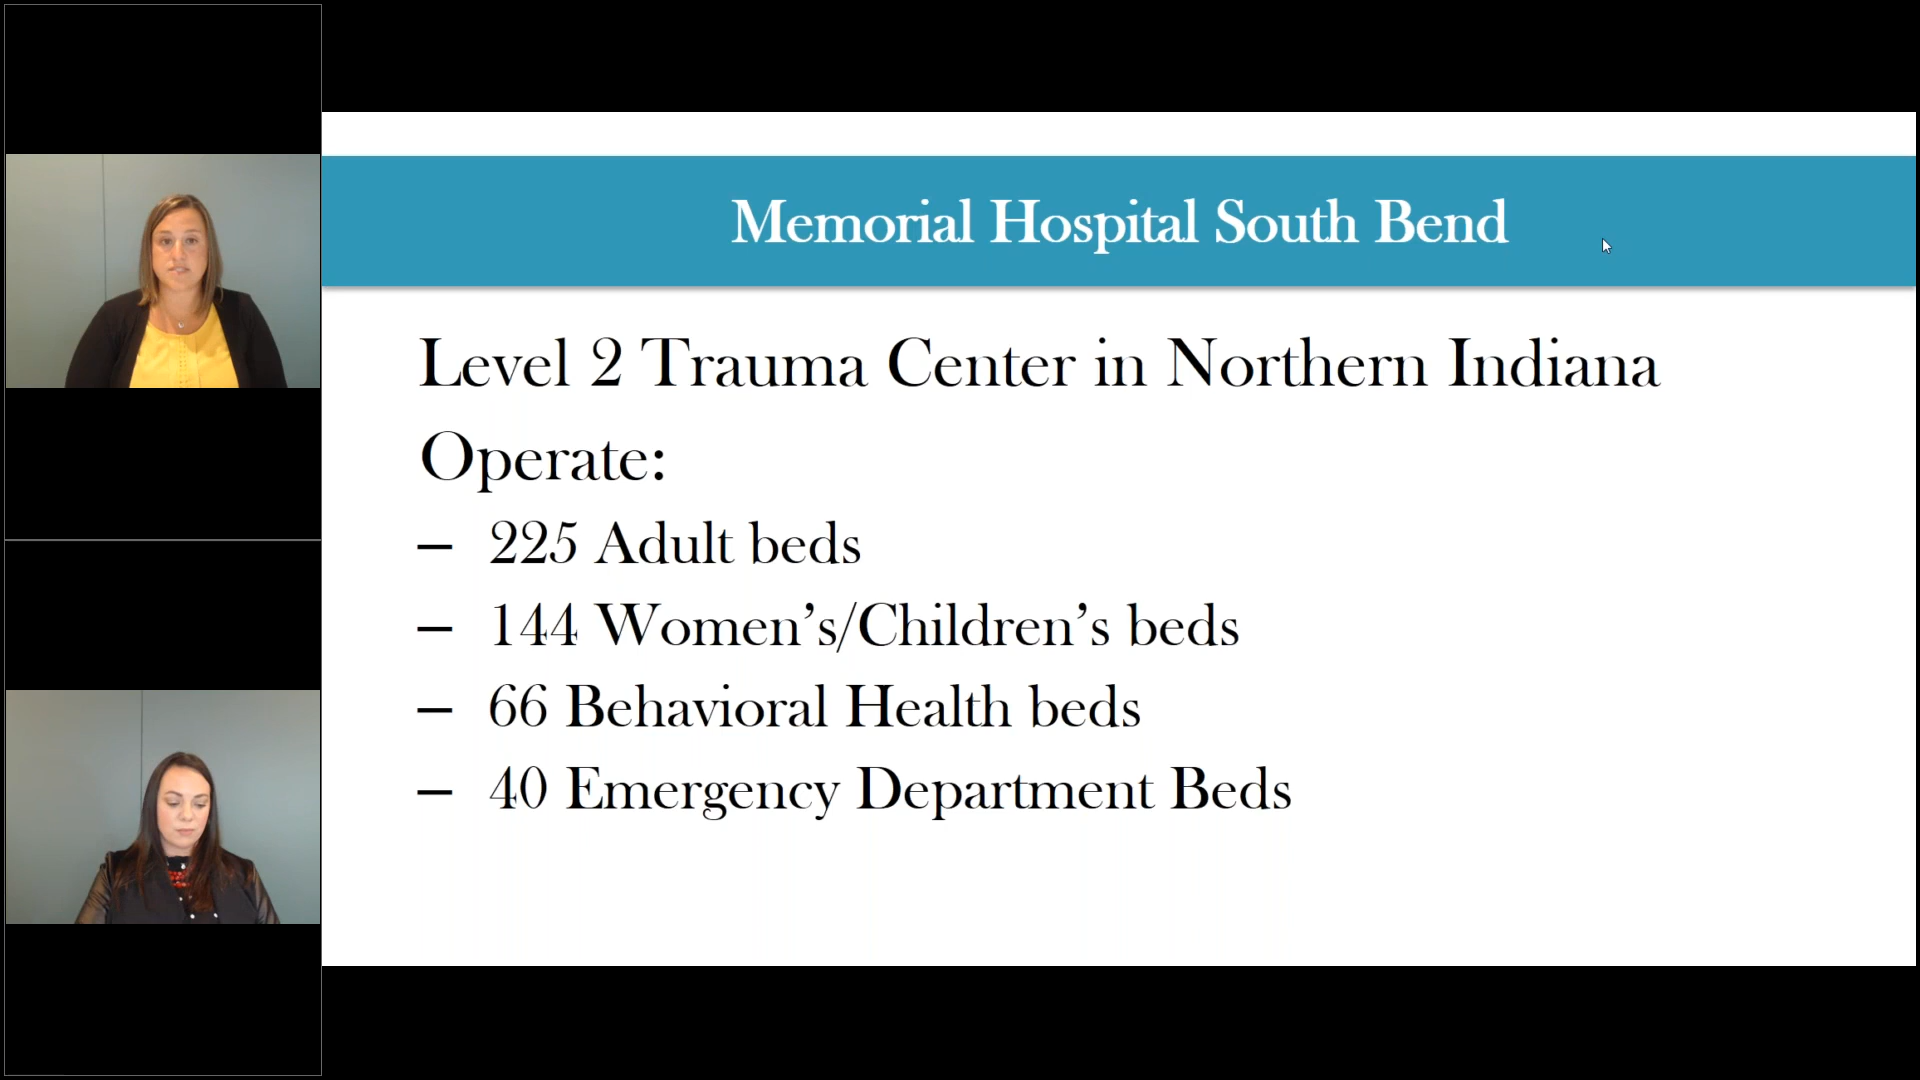 Memorial Hospital South Bend
Level 2 Trauma Center in Northern Indiana
Operate:
– 225 Adult beds
– 144 Women’s/Children’s beds
– 66 Behavioral Health beds
– 40 Emergency Department Beds